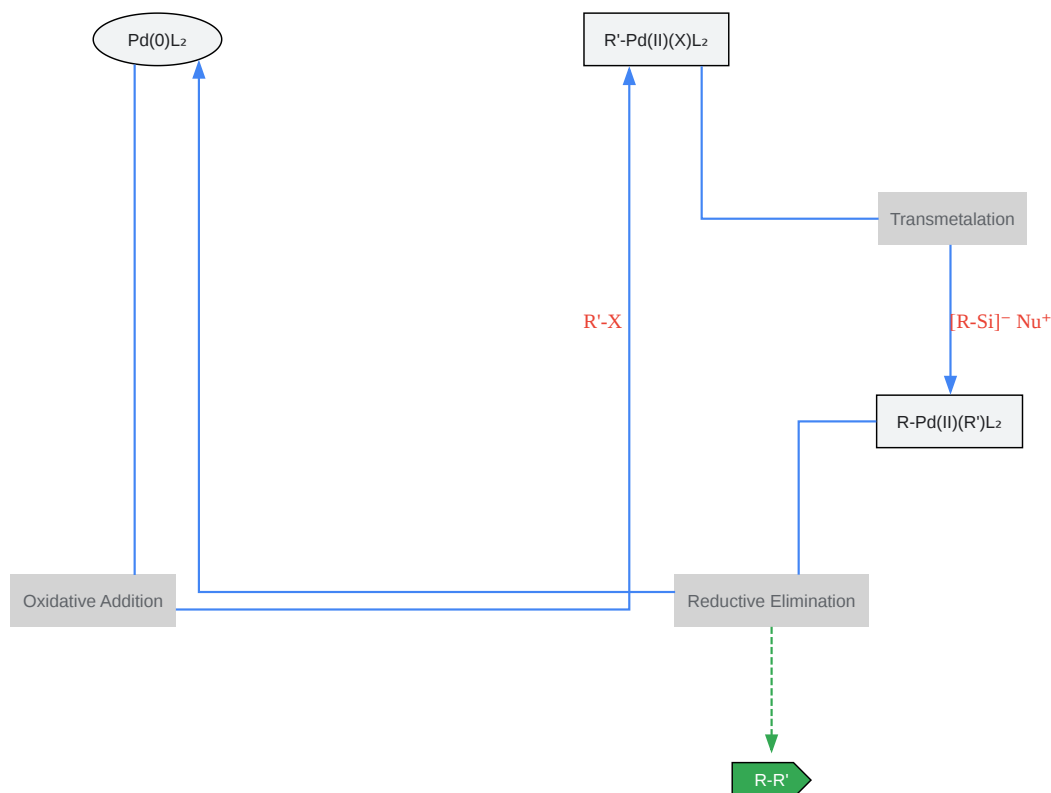 Pd(0)L₂
R'-Pd(II)(X)L₂
Transmetalation
R'-X
[R-Si]⁻ Nu⁺
R-Pd(II)(R')L₂
Oxidative Addition
Reductive Elimination
R-R'